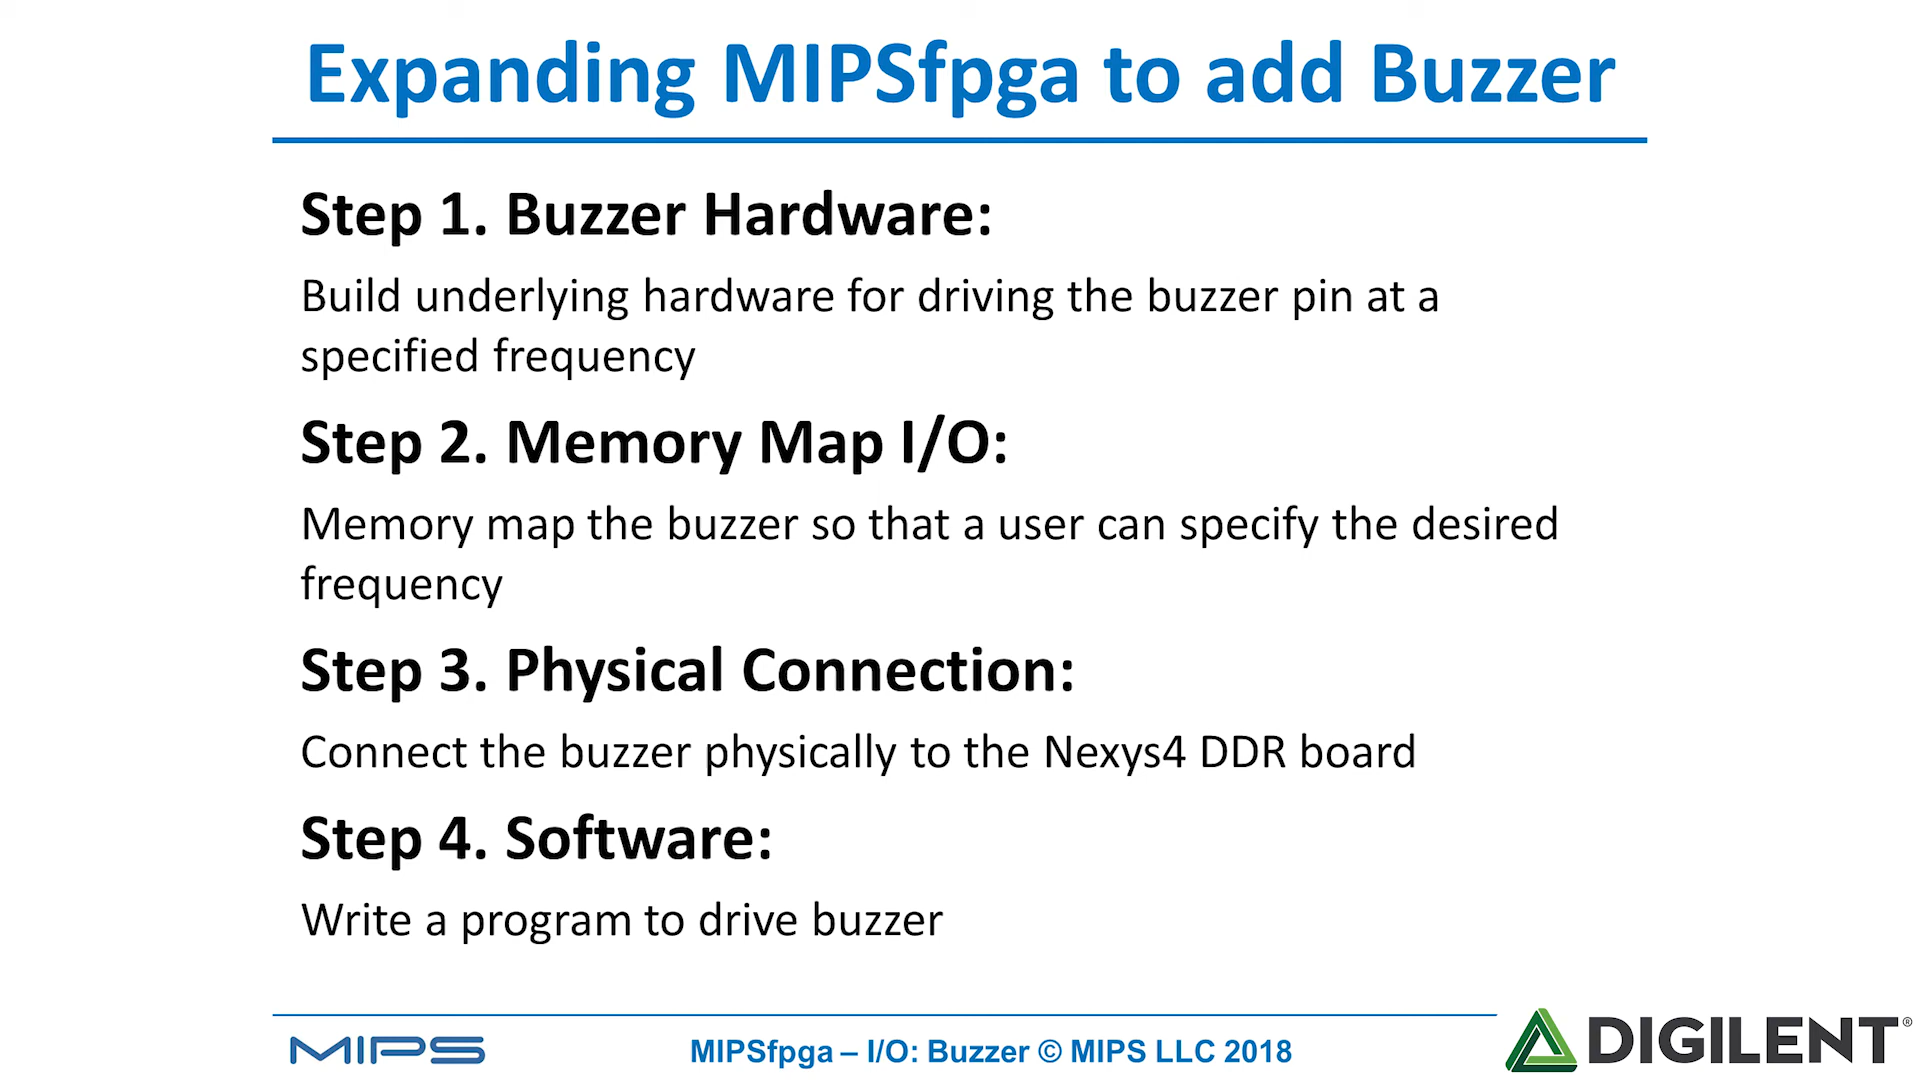 Expanding MIPSfpga to add Buzzer
Step 1. Buzzer Hardware:
Build underlying hardware for driving the buzzer pin at a
specified frequency
Step 2. Memory Map I/O:
Memory map the buzzer so that a user can specify the desired
frequency
Step 3. Physical Connection:
Connect the buzzer physically to the Nexys4 DDR board
Step 4. Software:
Write a program to drive buzzer
MIPS
MIPSfpga – I/O: Buzzer © MIPS LLC 2018
DIGILENT®